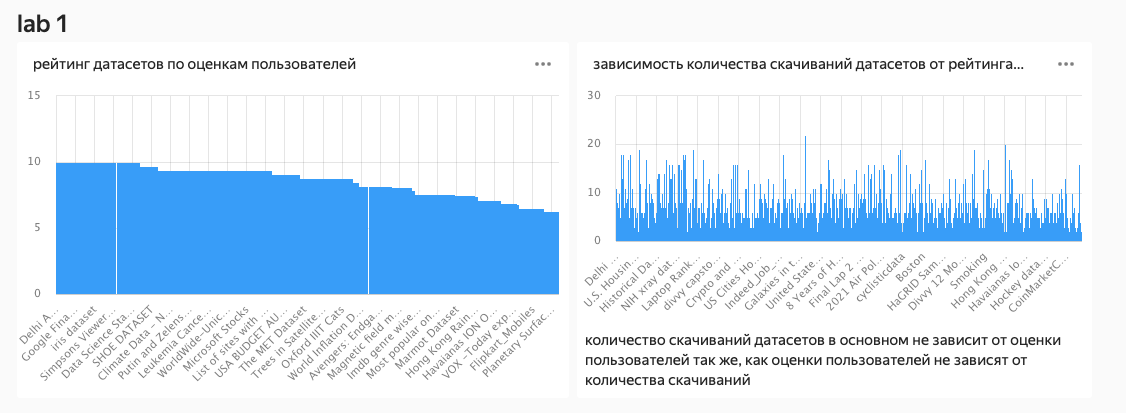 lab 1
рейтинг датасетов по оценкам пользователей
15
10
5
0
Delhi A...
Google Fina...
Iris dataset
Simpsons Viewer...
Data Science Sta...
SHOE DATASET
Climate Data – N...
Putin and Zelens...
Leukemia Cance...
WorldWide-Unic...
Microsoft Stocks
List of sites with ...
USA BUDGET AU...
The MET Dataset
Trees in Satellite...
Oxford IIIT Cats
World Inflation D...
Avengers: Endga...
Magnetic field m...
Imdb genre wise...
Most popular on...
Marmot Dataset
Hong Kong Rain...
Havaianas ION O...
VOX –Today exp...
Flipkart_Mobiles
Planetary Surfac...
зависимость количества скачиваний датасетов от рейтинга...
30
20
10
0
Delhi ...
U.S. Housin...
Historical Da...
NIH xray dat...
Laptop Rank...
divvy capsto...
Crypto and ...
US Cities Ho...
Indeed Job_...
Galaxies in t...
United State...
8 Years of H...
Final Lap 2 ...
2021 Air Pol...
cyclisticdata
Boston
HaGRID Sam...
Divvy 12 Mo...
Smoking
Hong Kong ...
Havaianas Io...
Hockey data...
CoinMarketC...
количество скачиваний датасетов в основном не зависит от оценки
пользователей так же, как оценки пользователей не зависят от
количества скачиваний